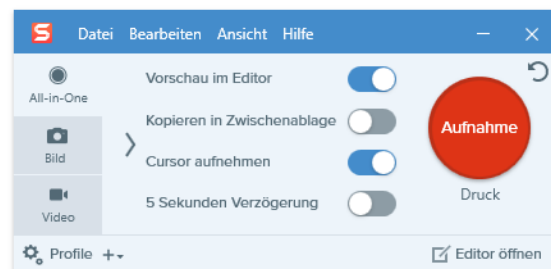 S Datei Bearbeiten Ansicht Hilfe
All-in-One
Bild
Video
Vorschau im Editor
Kopieren in Zwischenablage
Cursor aufnehmen
5 Sekunden Verzögerung
Aufnahme
Druck
Profile +
Editor öffnen